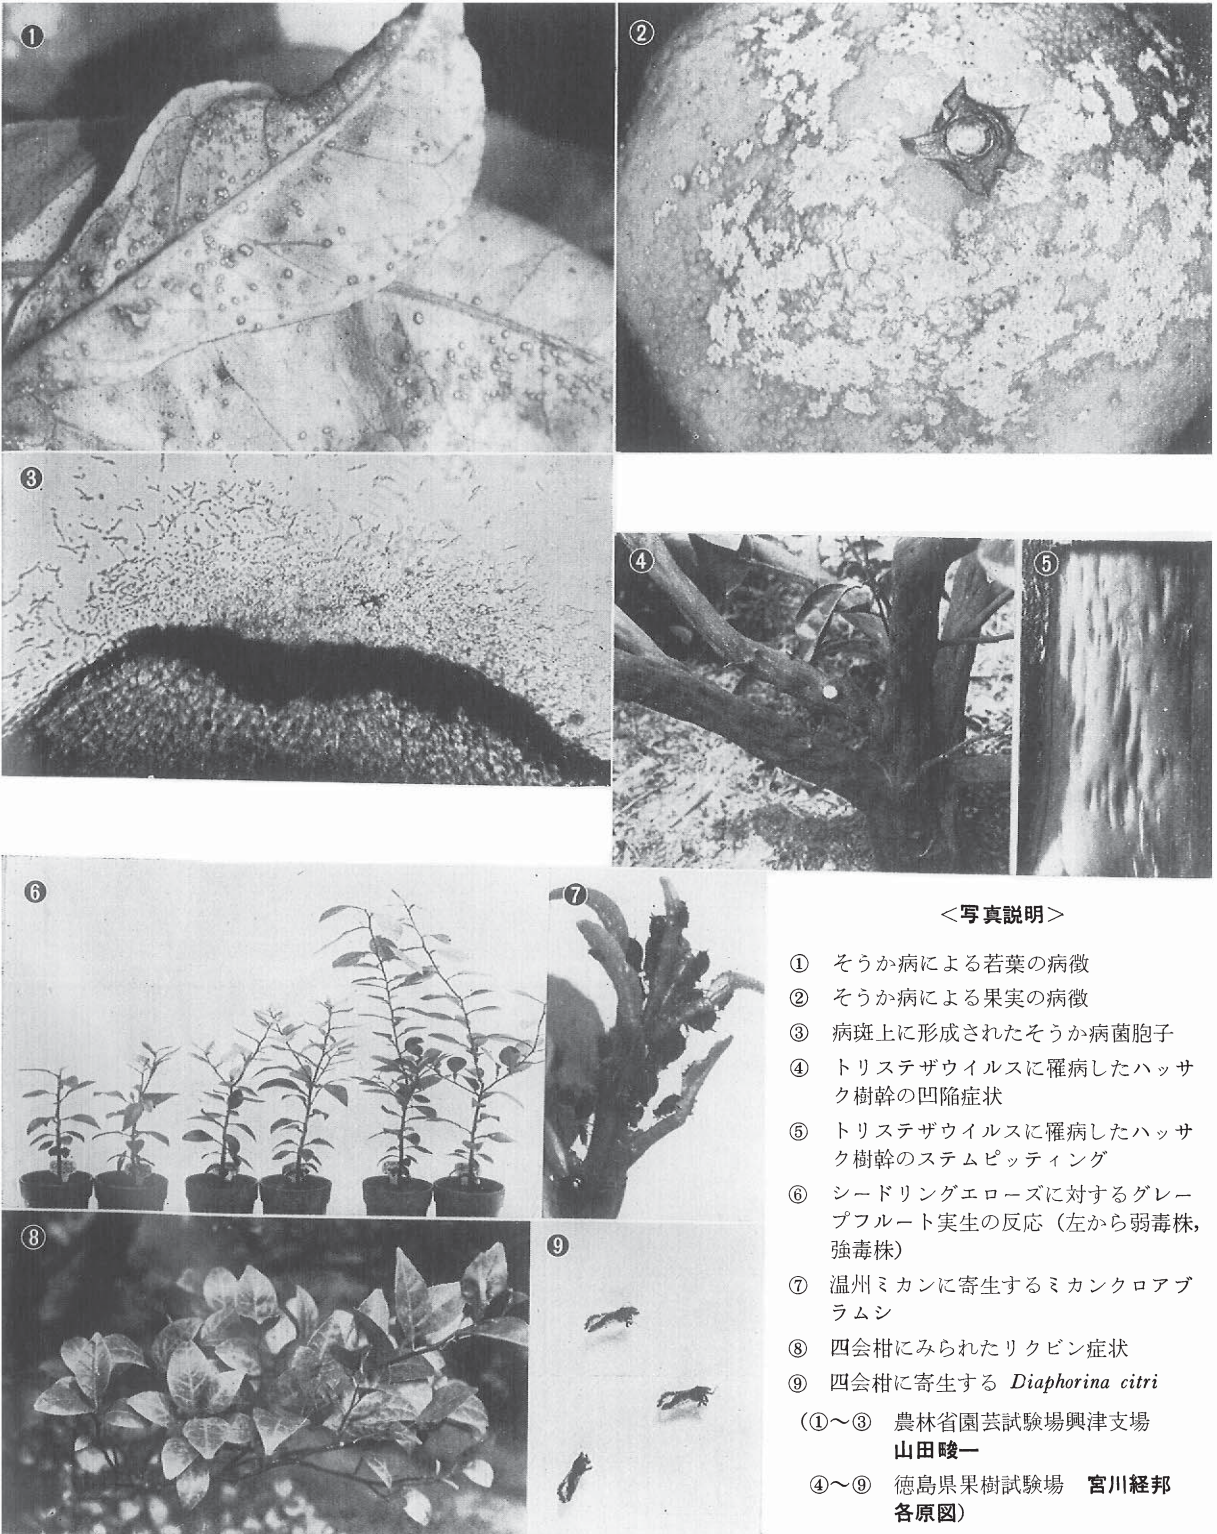 ①
②
③
④
⑤
⑥
⑦
⑧
⑨
＜写真説明＞
① そうか病による若葉の病徴
② そうか病による果実の病徴
③ 病斑上に形成されたそうか病菌胞子
④ トリステザウイルスに罹病したハッサ
ク樹幹の凹陥症状
⑤ トリステザウイルスに罹病したハッサ
ク樹幹のステムピッティング
⑥ シードリングエローズに対するグレー
プフルート実生の反応（左から弱毒株，
強毒株）
⑦ 温州ミカンに寄生するミカンクロアブ
ラムシ
⑧ 四会柑にみられたリクビン症状
⑨ 四会柑に寄生する Diaphorina citri
（①～③ 農林省園芸試験場興津支場
山田畯一
④～⑨ 徳島県果樹試験場 宮川経邦
各原図）